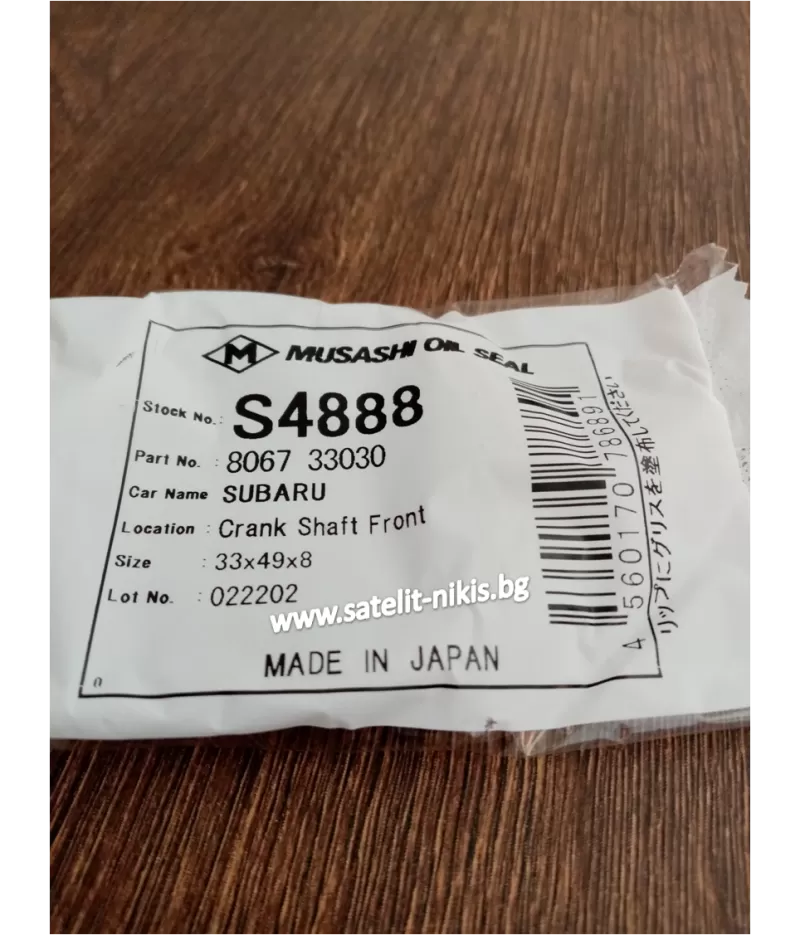 M MUSASHI OIL SEAL
Stock No.: S4888
Part No. : 8067 33030
Car Name SUBARU
Location : Crank Shaft Front
Size : 33x49x8
Lot No. : 022202
www.satelit-nikis.bg
MADE IN JAPAN
0
4 560170 786891
リップにグリスを塗布してください